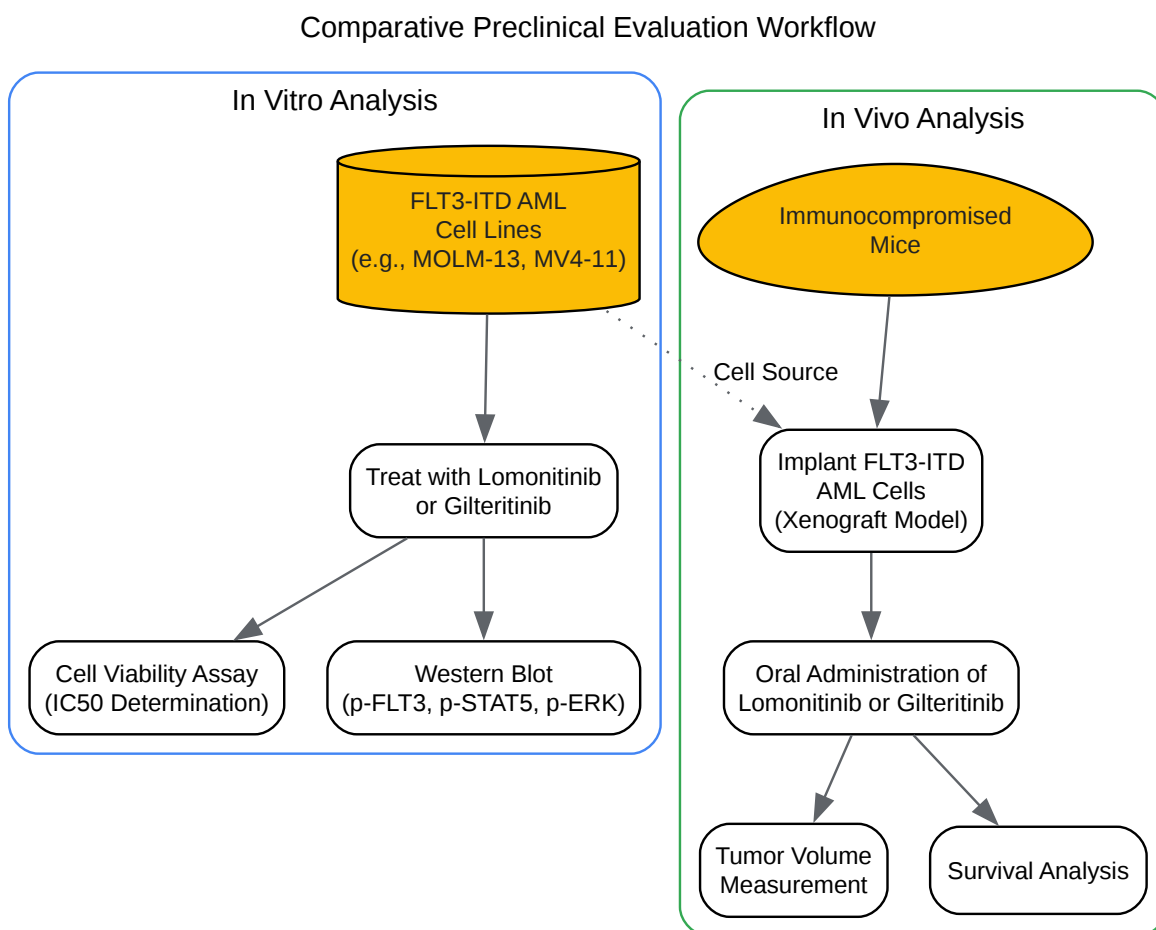 Comparative Preclinical Evaluation Workflow
In Vitro Analysis
FLT3-ITD AML
Cell Lines
(e.g., MOLM-13, MV4-11)
Treat with Lomonitinib
or Gilteritinib
Cell Viability Assay
(IC50 Determination)
Western Blot
(p-FLT3, p-STAT5, p-ERK)
In Vivo Analysis
Immunocompromised
Mice
Cell Source
Implant FLT3-ITD
AML Cells
(Xenograft Model)
Oral Administration of
Lomonitinib or Gilteritinib
Tumor Volume
Measurement
Survival Analysis